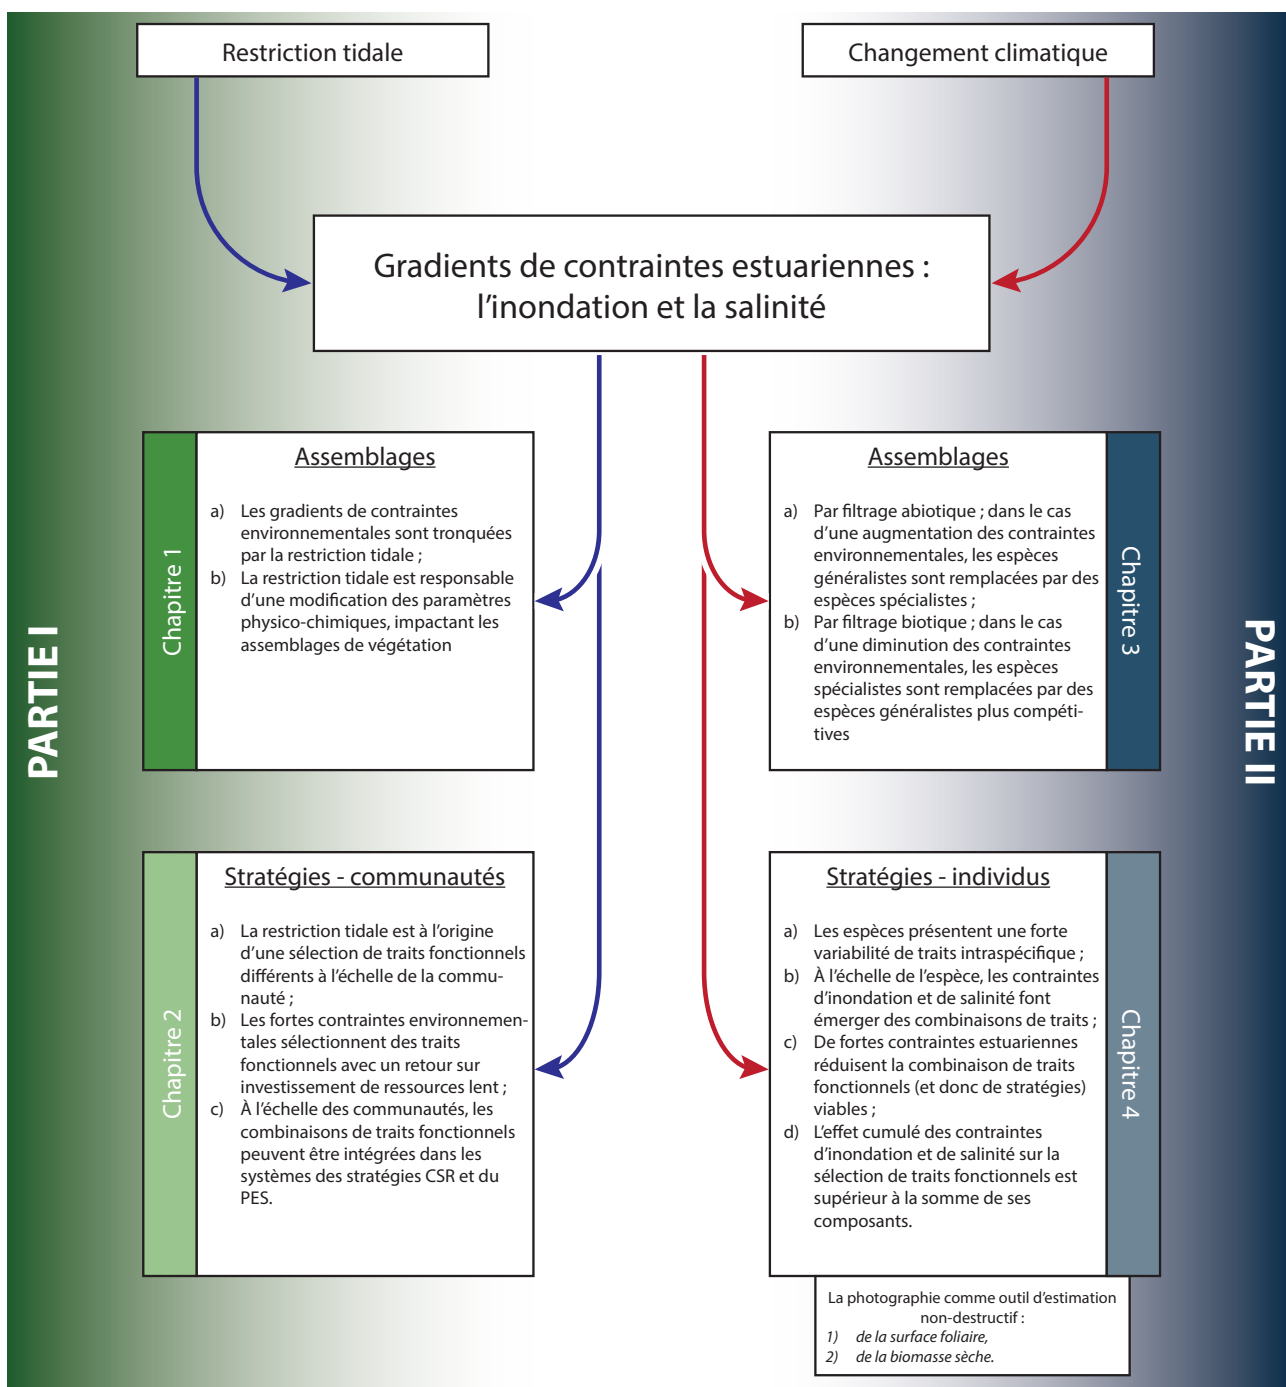 Restriction tidale
Changement climatique
Gradients de contraintes estuariennes :
l'inondation et la salinité
PARTIE I
Chapitre 1
Assemblages
a) Les gradients de contraintes
environnementales sont tronquées
par la restriction tidale ;
b) La restriction tidale est responsable
d'une modification des paramètres
physico-chimiques, impactant les
assemblages de végétation
Chapitre 2
Stratégies - communautés
a) La restriction tidale est à l'origine
d'une sélection de traits fonctionnels
différents à l'échelle de la commu-
nauté ;
b) Les fortes contraintes environnemen-
tales sélectionnent des traits
fonctionnels avec un retour sur
investissement de ressources lent ;
c) À l'échelle des communautés, les
combinaisons de traits fonctionnels
peuvent être intégrées dans les
systèmes des stratégies CSR et du
PES.
PARTIE II
Chapitre 3
Assemblages
a) Par filtrage abiotique ; dans le cas
d'une augmentation des contraintes
environnementales, les espèces
généralistes sont remplacées par des
espèces spécialistes ;
b) Par filtrage biotique ; dans le cas
d'une diminution des contraintes
environnementales, les espèces
spécialistes sont remplacées par des
espèces généralistes plus compéti-
tives
Chapitre 4
Stratégies - individus
a) Les espèces présentent une forte
variabilité de traits intraspécifique ;
b) À l'échelle de l'espèce, les contraintes
d'inondation et de salinité font
émerger des combinaisons de traits ;
c) De fortes contraintes estuariennes
réduisent la combinaison de traits
fonctionnels (et donc de stratégies)
viables ;
d) L'effet cumulé des contraintes
d'inondation et de salinité sur la
sélection de traits fonctionnels est
supérieur à la somme de ses
composants.
La photographie comme outil d'estimation
non-destructif :
1) de la surface foliaire,
2) de la biomasse sèche.